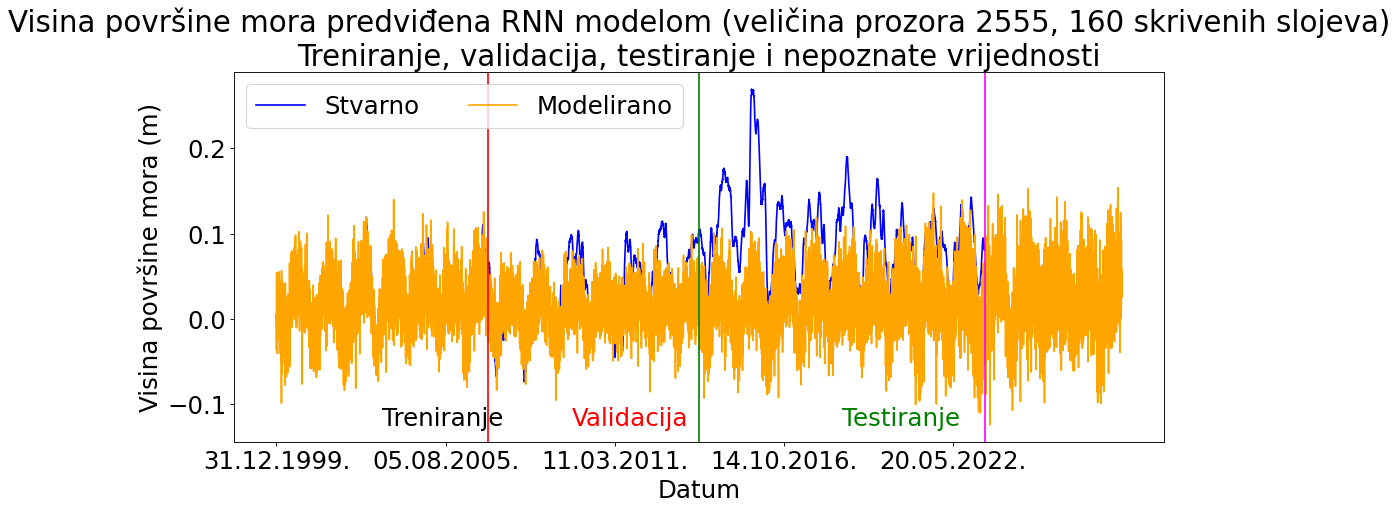 Visina površine mora predviđena RNN modelom (veličina prozora 2555, 160 skrivenih slojeva)
Treniranje, validacija, testiranje i nepoznate vrijednosti
Stvarno Modelirano
Visina površine mora (m)
0.2
0.1
0.0
−0.1
Treniranje Validacija Testiranje
31.12.1999. 05.08.2005. 11.03.2011. 14.10.2016. 20.05.2022.
Datum